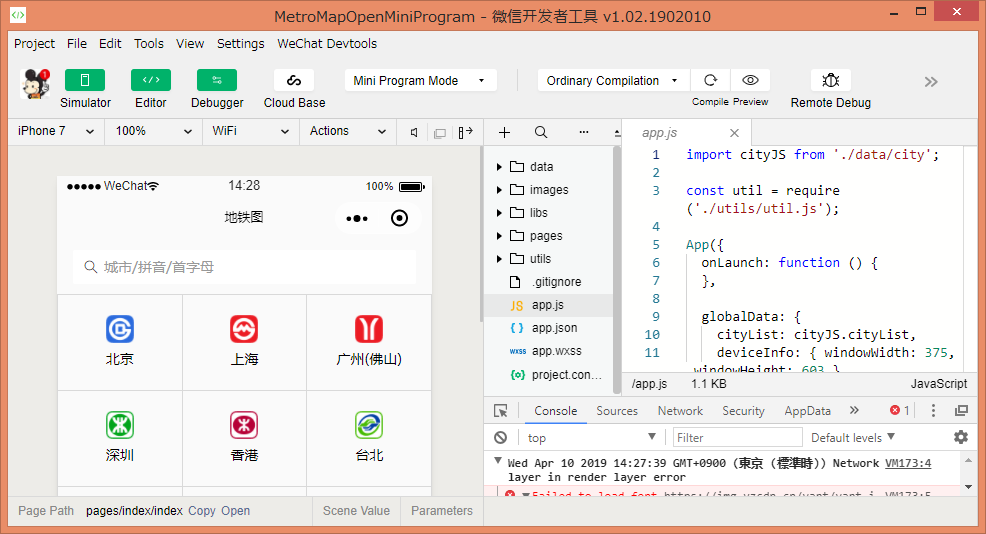 MetroMapOpenMiniProgram - 微信开发者工具 v1.02.1902010
Project File Edit Tools View Settings WeChat Devtools
1
Simulator Editor Debugger Cloud Base
Mini Program Mode
Ordinary Compilation
Compile Preview
Remote Debug
iPhone 7 100% WiFi Actions
WeChat 14:28 100%
地铁图
城市/拼音/首字母
北京 上海 广州(佛山)
深圳 香港 台北
data
images
libs
pages
utils
.gitignore
JS app.js
{ } app.json
wxss app.wxss
{o} project.con...
app.js
1 import cityJS from './data/city';
2
3 const util = require
('./utils/util.js');
4
5 App({
6 onLaunch: function () {
7 },
8
9 globalData: {
10 cityList: cityJS.cityList,
11 deviceInfo: { windowWidth: 375,
windowHeight: 603 }
/app.js 1.1 KB JavaScript
Console Sources Network Security AppData 1
top Filter Default levels
Wed Apr 10 2019 14:27:39 GMT+0900 (東京 (標準時)) Network VM173:4
layer in render layer error
Failed to load font https://img.yzcdn.cn/vant/vant-i VM173:5
Page Path pages/index/index Copy Open Scene Value Parameters